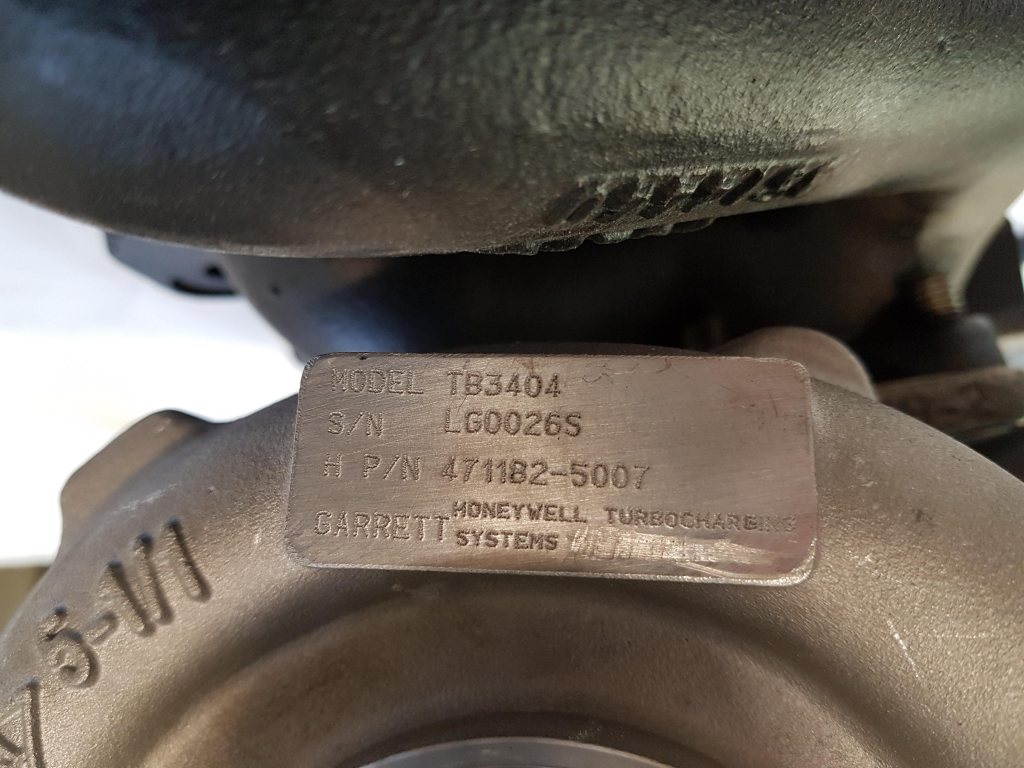 MODEL TB3404
S/N LG0026S
H P/N 471182-5007
GARRETT HONEYWELL TURBOCHARGING
SYSTEMS